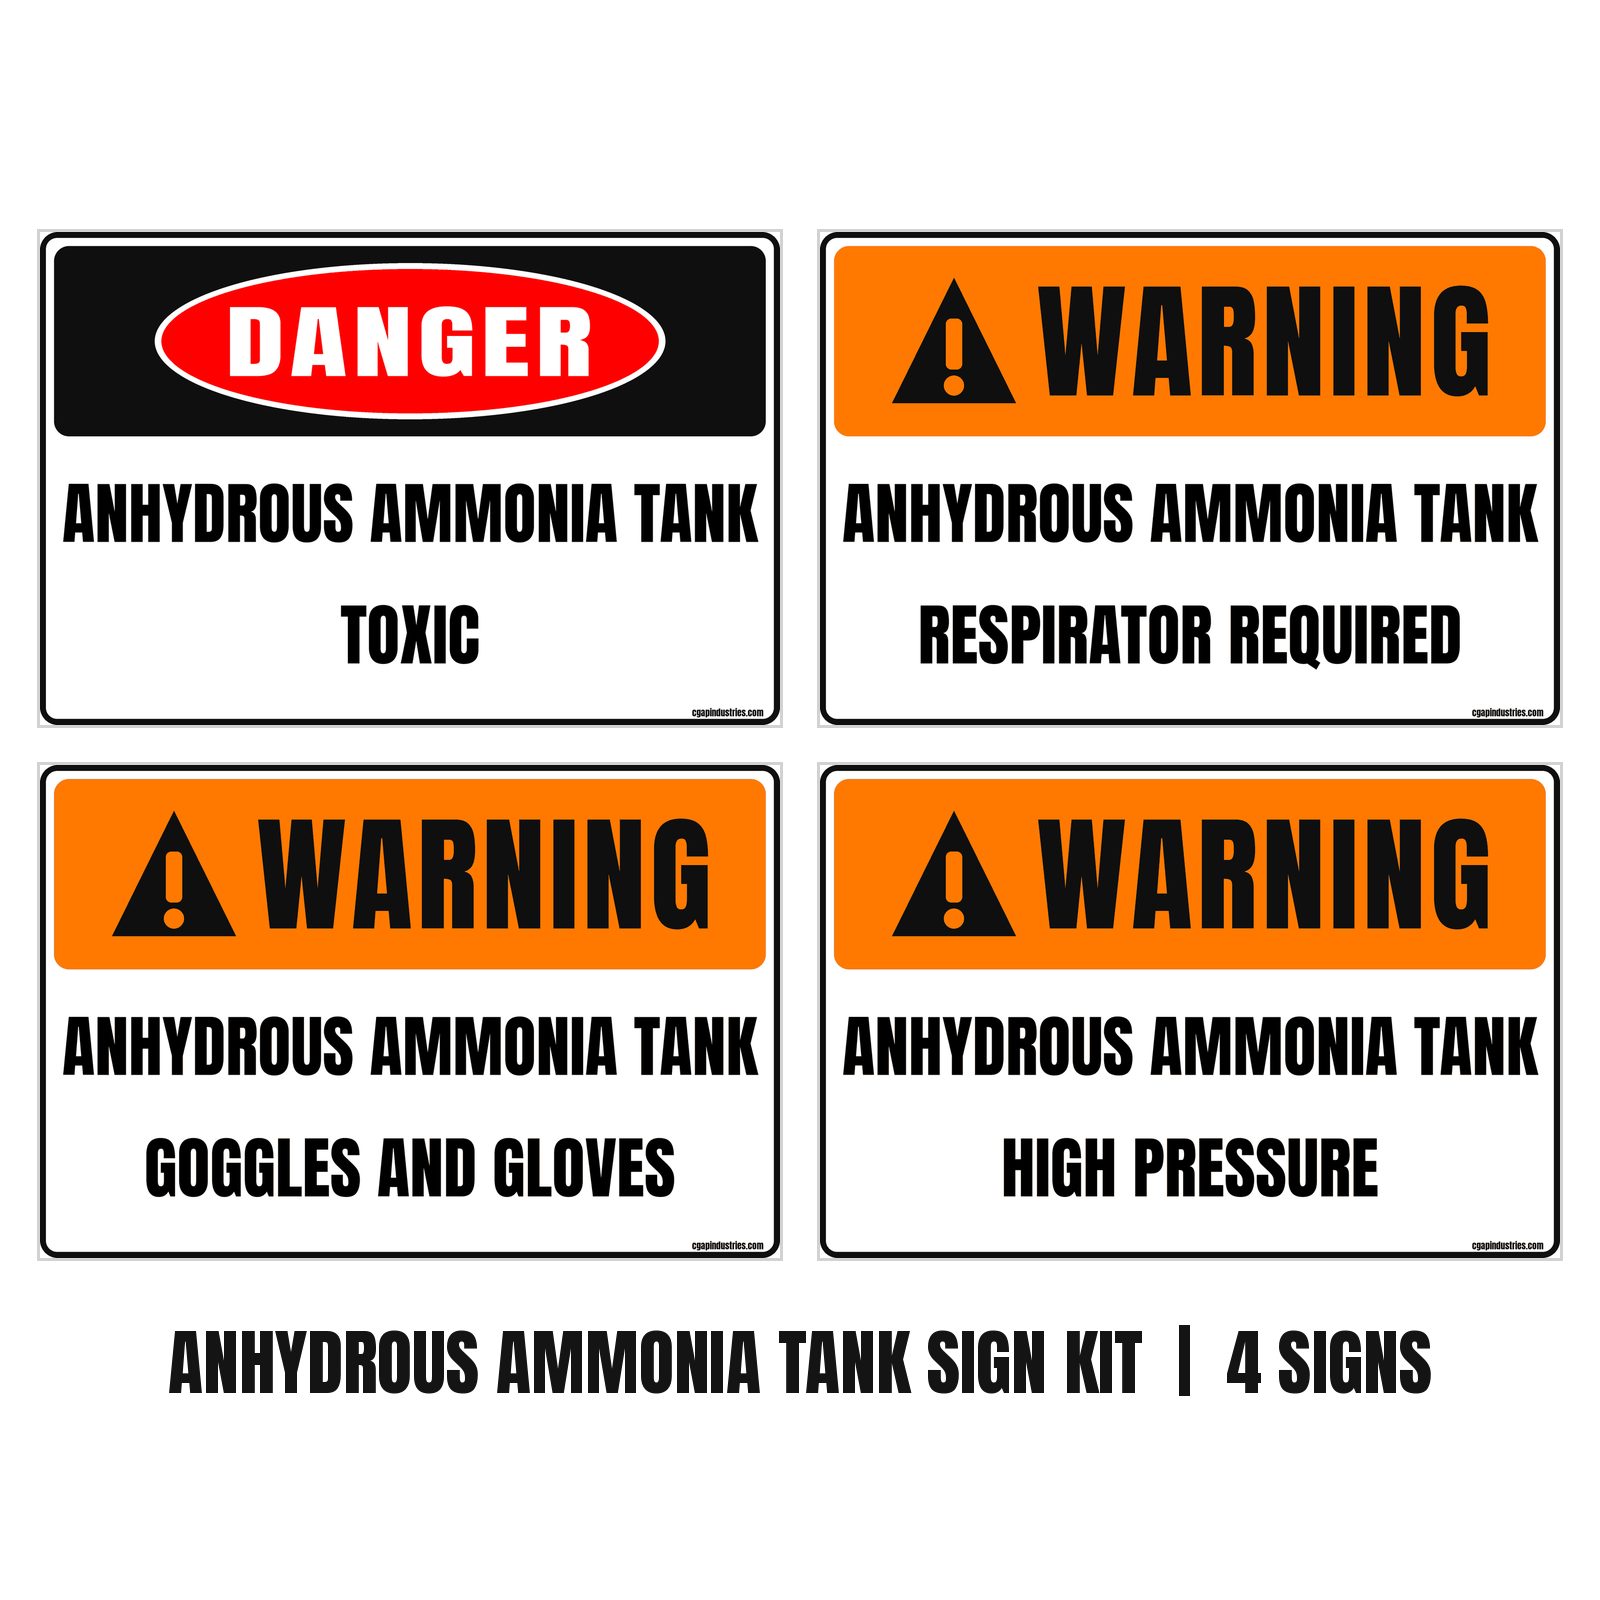 DANGER
ANHYDROUS AMMONIA TANK
TOXIC
cgapindustries.com
WARNING
ANHYDROUS AMMONIA TANK
RESPIRATOR REQUIRED
cgapindustries.com
WARNING
ANHYDROUS AMMONIA TANK
GOGGLES AND GLOVES
cgapindustries.com
WARNING
ANHYDROUS AMMONIA TANK
HIGH PRESSURE
cgapindustries.com
ANHYDROUS AMMONIA TANK SIGN KIT | 4 SIGNS